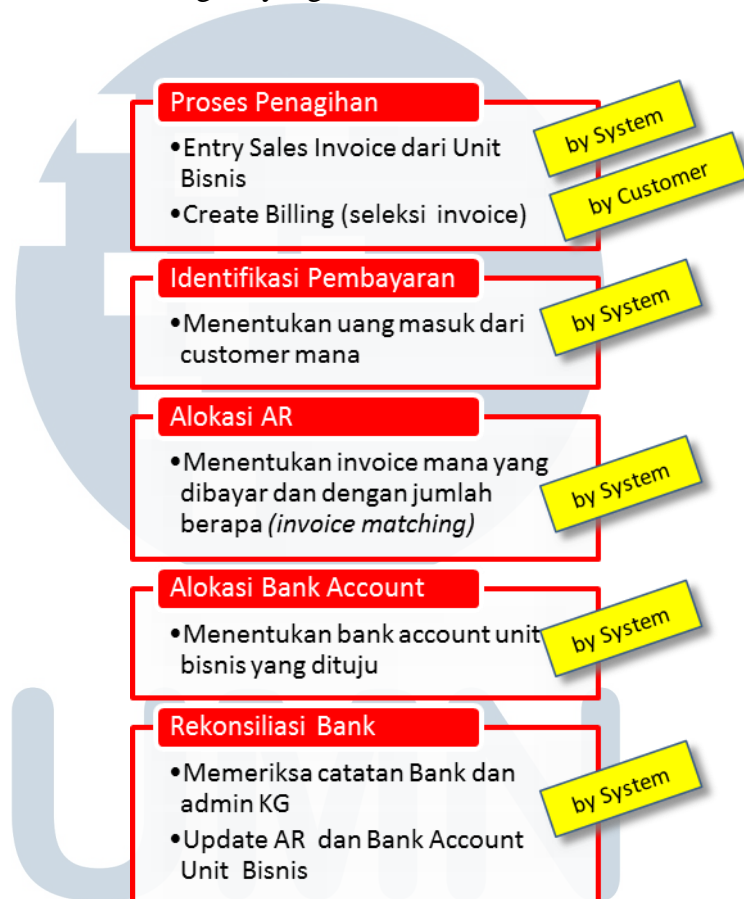 Proses Penagihan
•Entry Sales Invoice dari Unit
Bisnis
•Create Billing (seleksi invoice)
by System
by Customer
Identifikasi Pembayaran
•Menentukan uang masuk dari
customer mana
by System
Alokasi AR
•Menentukan invoice mana yang
dibayar dan dengan jumlah
berapa (invoice matching)
by System
Alokasi Bank Account
•Menentukan bank account unit
bisnis yang dituju
by System
Rekonsiliasi Bank
•Memeriksa catatan Bank dan
admin KG
•Update AR dan Bank Account
Unit Bisnis
by System
UMN